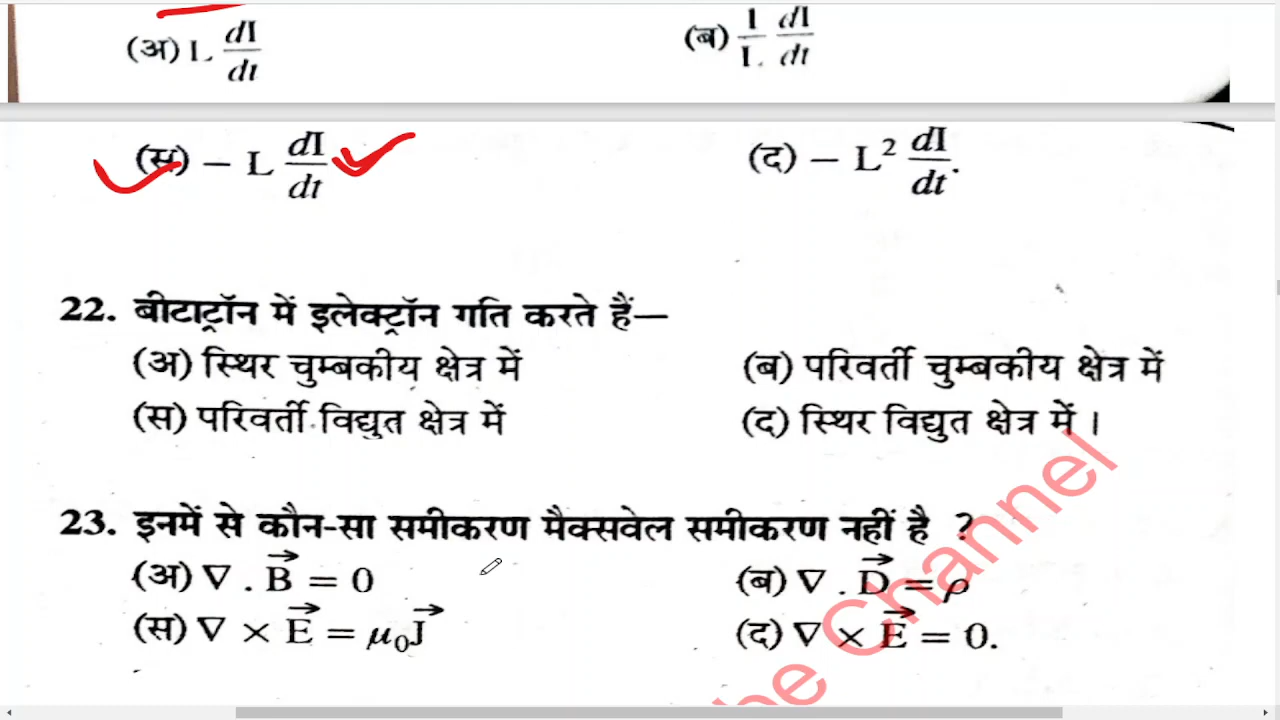 (अ) L dI/dt (ब) 1/L dI/dt
(स) – L dI/dt (द) – L² dI/dt.
22. बीटाट्रॉन में इलेक्ट्रॉन गति करते हैं—
(अ) स्थिर चुम्बकीय क्षेत्र में (ब) परिवर्ती चुम्बकीय क्षेत्र में
(स) परिवर्ती विद्युत क्षेत्र में (द) स्थिर विद्युत क्षेत्र में।
23. इनमें से कौन-सा समीकरण मैक्सवेल समीकरण नहीं है ?
(अ) ∇ . B⃗ = 0 (ब) ∇ . D⃗ = ρ
(स) ∇ × E⃗ = μ₀J⃗ (द) ∇ × E⃗ = 0.
be Channel